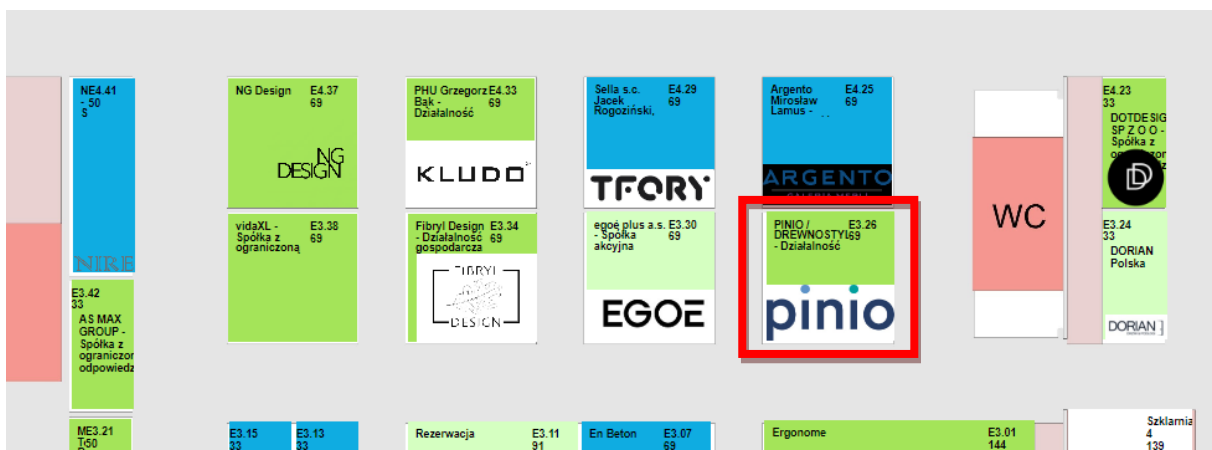 NE4.41
- 50
S
NIRE
NG Design E4.37
69
NG
DESIGN
PHU Grzegorz E4.33
Bąk - 69
Działalność
KLUDO
Sella s.c. E4.29
Jacek 69
Rogoziński,
TFORY
Argento E4.25
Mirosław 69
Lamus -
ARGENTO
E4.23
33
DOTDESIG
SP Z O O -
Spółka z
WC
vidaXL - E3.38
Spółka z 69
ograniczoną
Fibryl Design E3.34
- Działalność 69
gospodarcza
FIBRYL
DESIGN
egoé plus a.s. E3.30
- Spółka 69
akcyjna
EGOE
PINIO / E3.26
DREWNOSTYL 69
- Działalność
pinio
E3.24
33
DORIAN
Polska
DORIAN
E3.42
33
AS MAX
GROUP -
Spółka z
ograniczon
odpowiedz
ME3.21
50
E3.15
33
E3.13
33
Rezerwacja E3.11
91
En Beton E3.07
69
Ergonome E3.01
144
Szklarnia
4
139